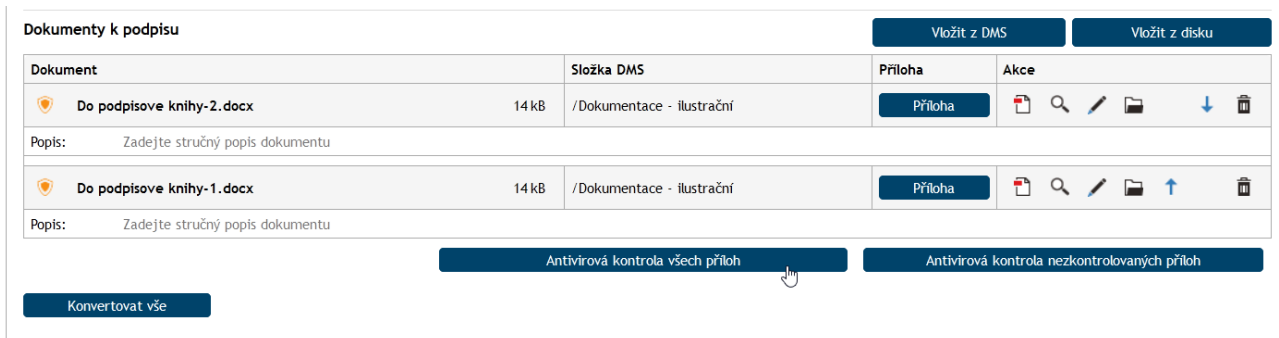 Dokumenty k podpisu
Vložit z DMS
Vložit z disku
Dokument Složka DMS Příloha Akce
Do podpisove knihy-2.docx 14 kB /Dokumentace - ilustrační Příloha
Popis: Zadejte stručný popis dokumentu
Do podpisove knihy-1.docx 14 kB /Dokumentace - ilustrační Příloha
Popis: Zadejte stručný popis dokumentu
Antivirová kontrola všech příloh
Antivirová kontrola nezkontrolovaných příloh
Konvertovat vše